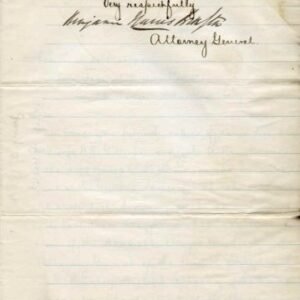 Very respectfully
Benjamin Harris Brewster
Attorney General.